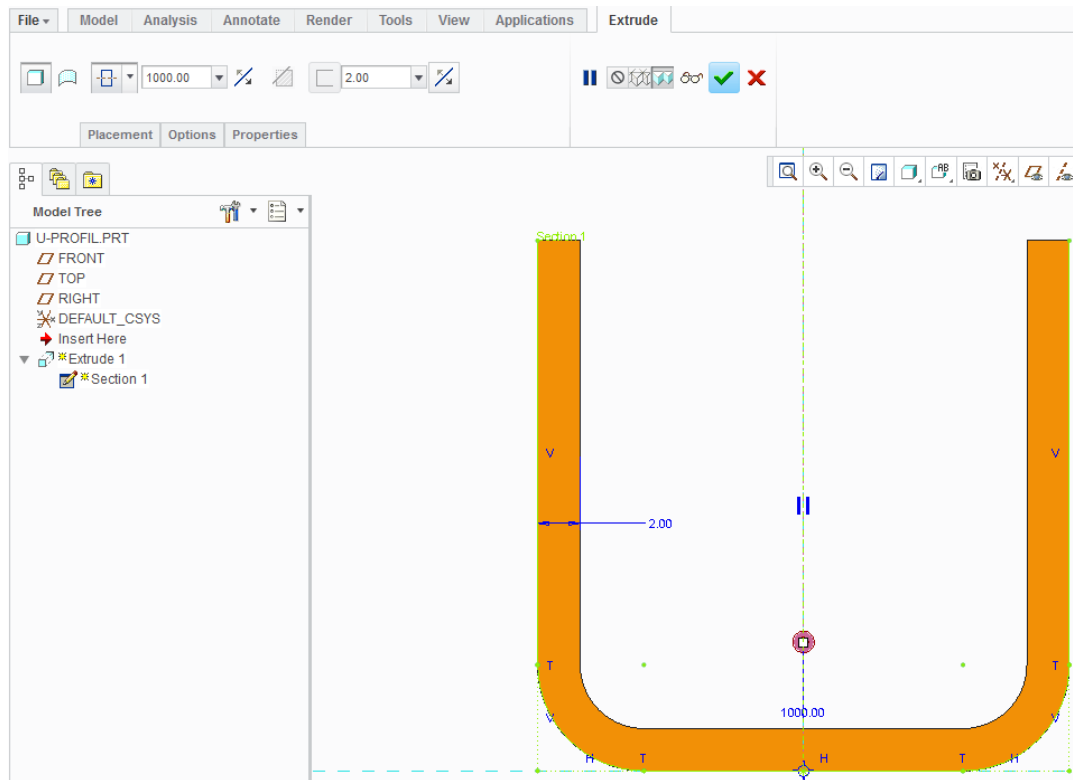 File Model Analysis Annotate Render Tools View Applications Extrude
1000.00 2.00
Placement Options Properties
AB
Model Tree
U-PROFIL.PRT
FRONT
TOP
RIGHT
DEFAULT_CSYS
Insert Here
Extrude 1
Section 1
Section 1
V V
2.00
T T
1000.00
V V
H T H T H